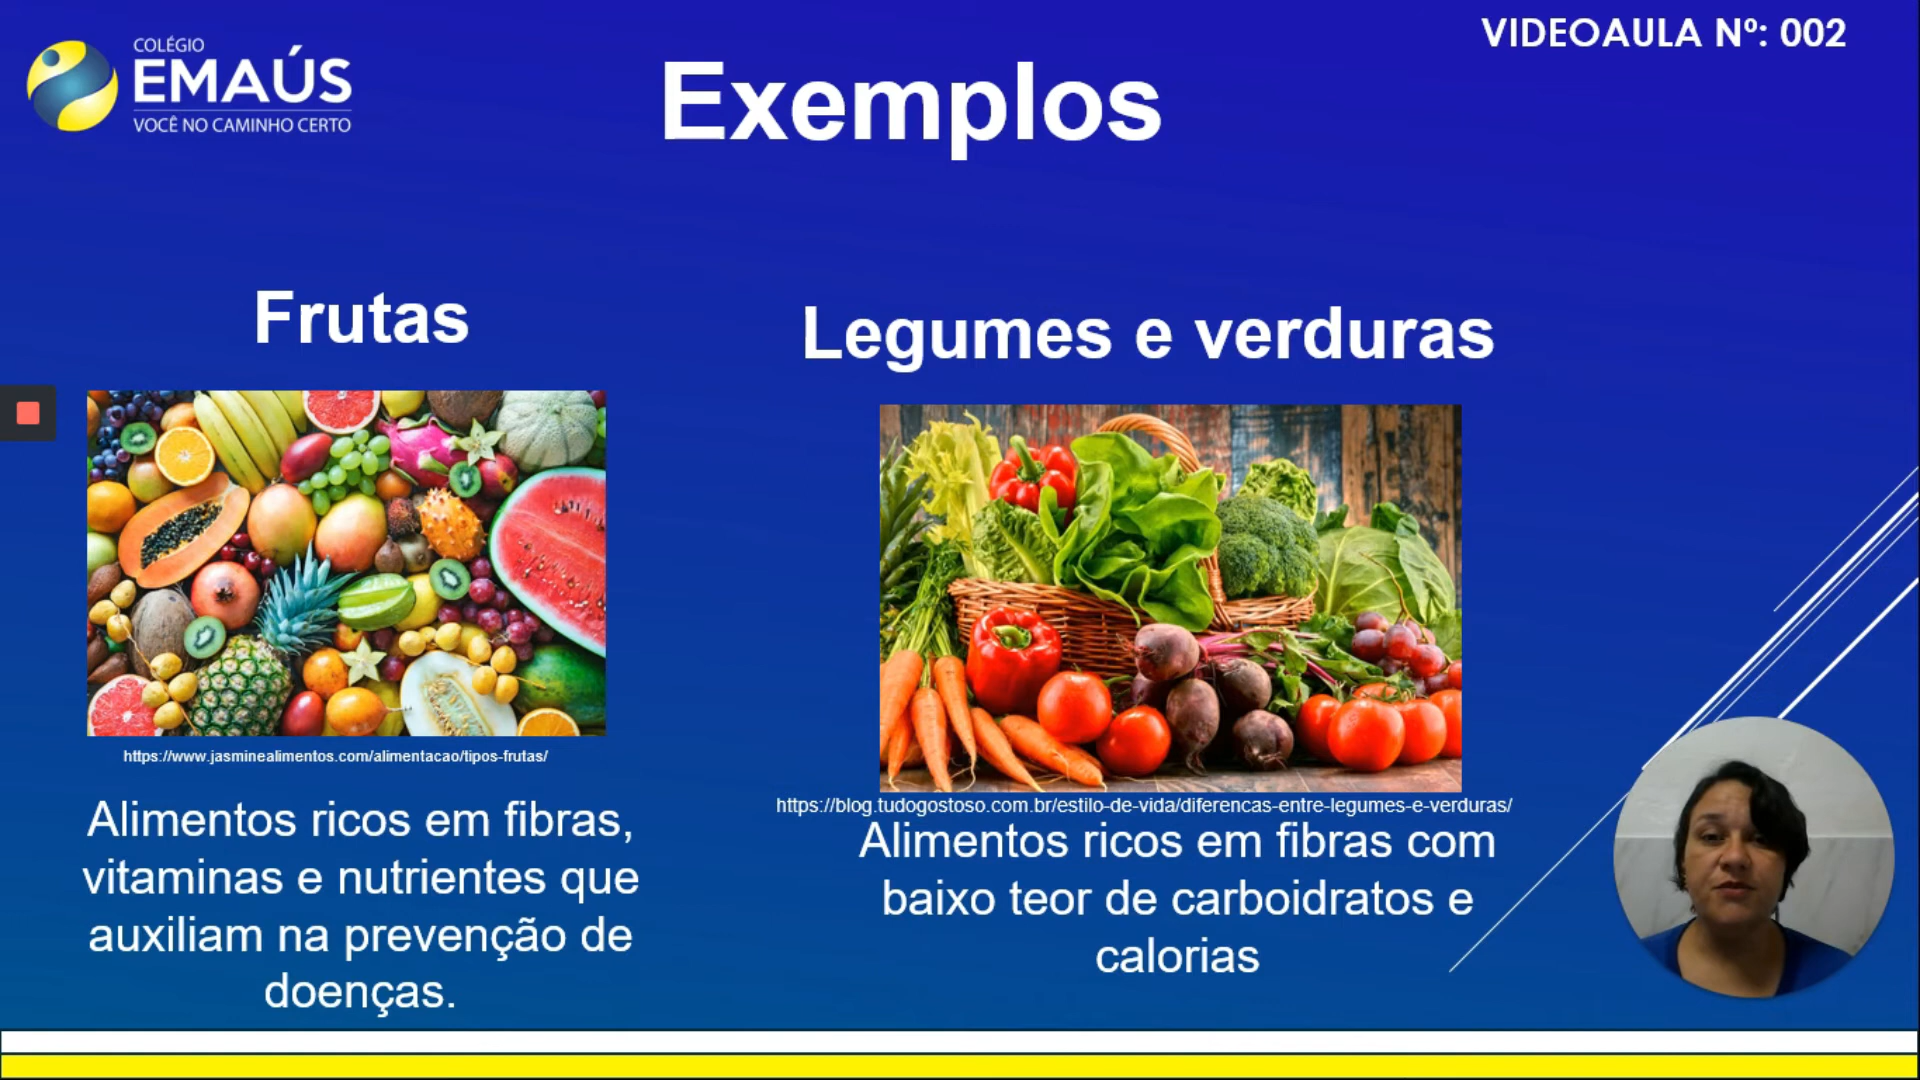 COLÉGIO
EMAÚS
VOCÊ NO CAMINHO CERTO
VIDEOAULA Nº: 002
Exemplos
Frutas
https://www.jasminealimentos.com/alimentacao/tipos-frutas/
Alimentos ricos em fibras,
vitaminas e nutrientes que
auxiliam na prevenção de
doenças.
Legumes e verduras
https://blog.tudogostoso.com.br/estilo-de-vida/diferencas-entre-legumes-e-verduras/
Alimentos ricos em fibras com
baixo teor de carboidratos e
calorias